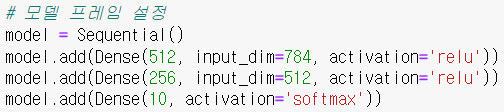 # 모델 프레임 설정
model = Sequential()
model.add(Dense(512, input_dim=784, activation='relu'))
model.add(Dense(256, input_dim=512, activation='relu'))
model.add(Dense(10, activation='softmax'))